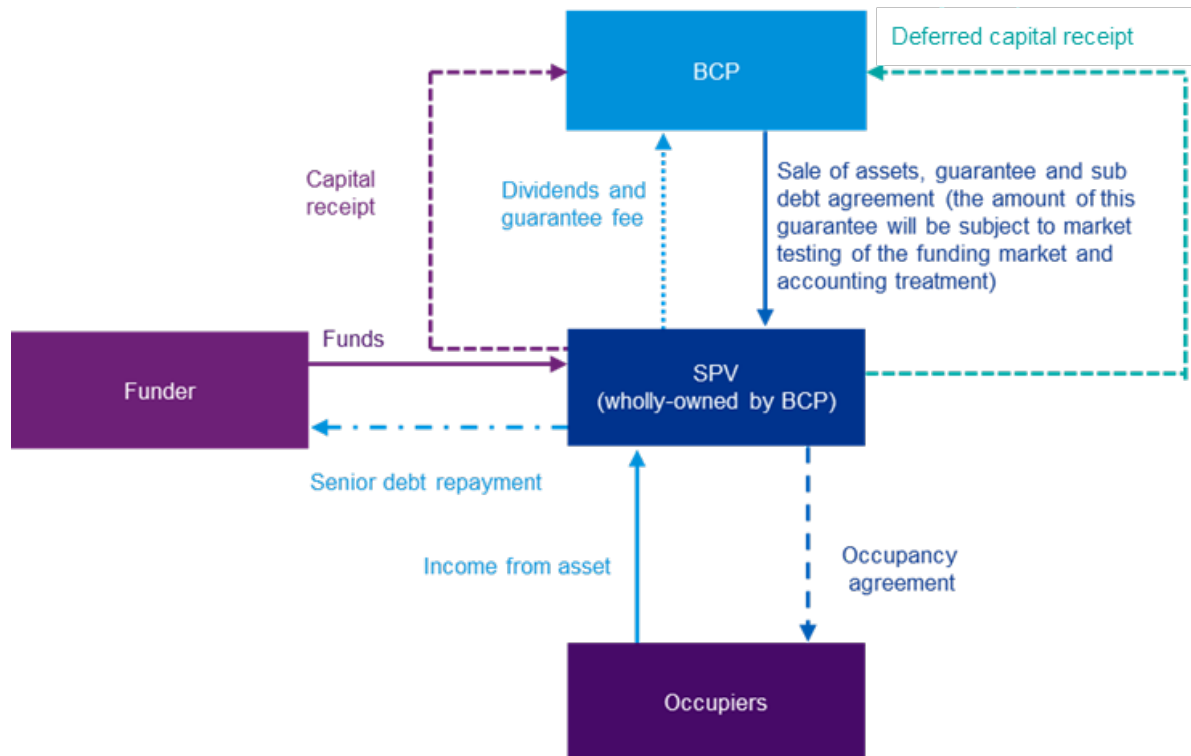 Deferred capital receipt
BCP
Capital
receipt
Dividends and
guarantee fee
Sale of assets, guarantee and sub
debt agreement (the amount of this
guarantee will be subject to market
testing of the funding market and
accounting treatment)
Funds
Funder
SPV
(wholly-owned by BCP)
Senior debt repayment
Income from asset
Occupancy
agreement
Occupiers